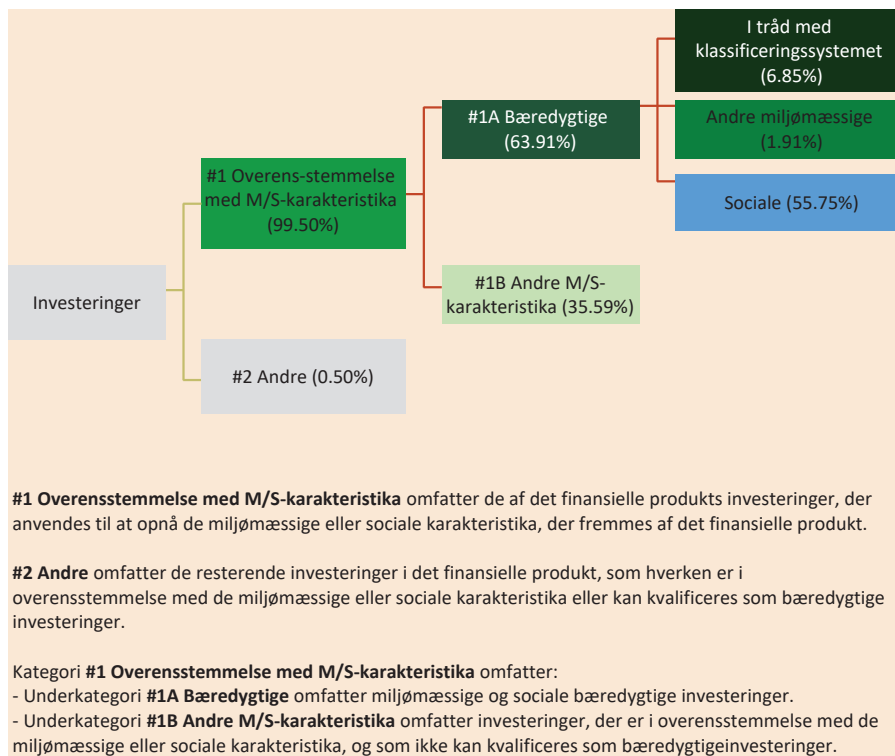 I tråd med
klassificeringssystemet
(6.85%)
#1A Bæredygtige
(63.91%)
Andre miljømæssige
(1.91%)
#1 Overens-stemmelse
med M/S-karakteristika
(99.50%)
Sociale (55.75%)
#1B Andre M/S-
karakteristika (35.59%)
Investeringer
#2 Andre (0.50%)
#1 Overensstemmelse med M/S-karakteristika omfatter de af det finansielle produkts investeringer, der
anvendes til at opnå de miljømæssige eller sociale karakteristika, der fremmes af det finansielle produkt.
#2 Andre omfatter de resterende investeringer i det finansielle produkt, som hverken er i
overensstemmelse med de miljømæssige eller sociale karakteristika eller kan kvalificeres som bæredygtige
investeringer.
Kategori #1 Overensstemmelse med M/S-karakteristika omfatter:
- Underkategori #1A Bæredygtige omfatter miljømæssige og sociale bæredygtige investeringer.
- Underkategori #1B Andre M/S-karakteristika omfatter investeringer, der er i overensstemmelse med de
miljømæssige eller sociale karakteristika, og som ikke kan kvalificeres som bæredygtigeinvesteringer.